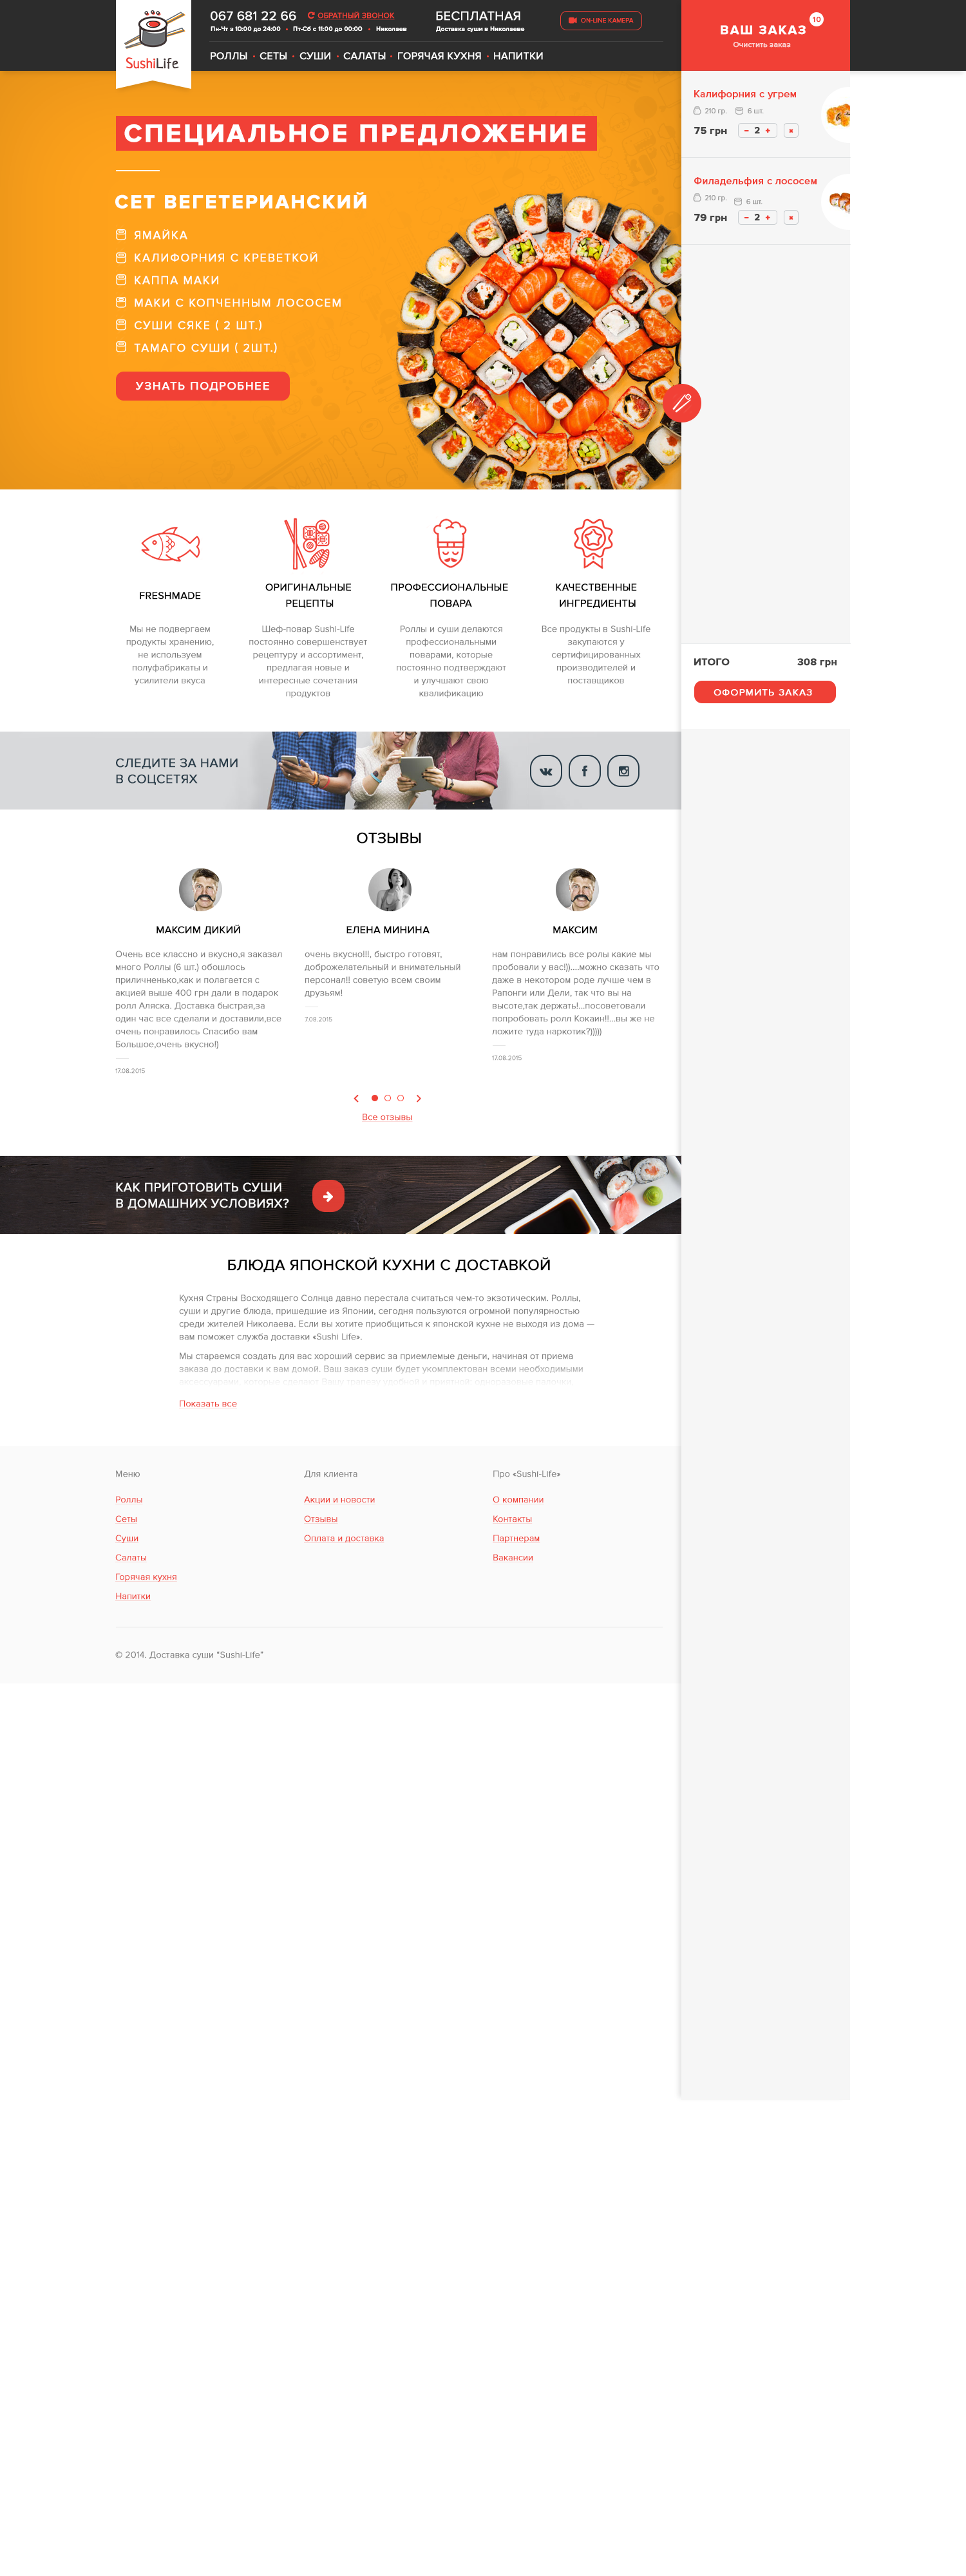 SushiLife
067 681 22 66
ОБРАТНЫЙ ЗВОНОК
Пн-Чт з 10:00 до 24:00 • Пт-Сб с 11:00 до 00:00 • Николаев
БЕСПЛАТНАЯ
Доставка суши в Николаеве
ON-LINE КАМЕРА
РОЛЛЫ • СЕТЫ • СУШИ • САЛАТЫ • ГОРЯЧАЯ КУХНЯ • НАПИТКИ
ВАШ ЗАКАЗ
10
Очистить заказ
Калифорния с угрем
210 гр. 6 шт.
75 грн – 2 + ×
Филадельфия с лососем
210 гр. 6 шт.
79 грн – 2 + ×
ИТОГО 308 грн
ОФОРМИТЬ ЗАКАЗ
СПЕЦИАЛЬНОЕ ПРЕДЛОЖЕНИЕ
СЕТ ВЕГЕТЕРИАНСКИЙ
ЯМАЙКА
КАЛИФОРНИЯ С КРЕВЕТКОЙ
КАППА МАКИ
МАКИ С КОПЧЕННЫМ ЛОСОСЕМ
СУШИ СЯКЕ ( 2 ШТ.)
ТАМАГО СУШИ ( 2ШТ.)
УЗНАТЬ ПОДРОБНЕЕ
FRESHMADE
Мы не подвергаем
продукты хранению,
не используем
полуфабрикаты и
усилители вкуса
ОРИГИНАЛЬНЫЕ
РЕЦЕПТЫ
Шеф-повар Sushi-Life
постоянно совершенствует
рецептуру и ассортимент,
предлагая новые и
интересные сочетания
продуктов
ПРОФЕССИОНАЛЬНЫЕ
ПОВАРА
Роллы и суши делаются
профессиональными
поварами, которые
постоянно подтверждают
и улучшают свою
квалификацию
КАЧЕСТВЕННЫЕ
ИНГРЕДИЕНТЫ
Все продукты в Sushi-Life
закупаются у
сертифицированных
производителей и
поставщиков
СЛЕДИТЕ ЗА НАМИ
В СОЦСЕТЯХ
ОТЗЫВЫ
МАКСИМ ДИКИЙ
Очень все классно и вкусно,я заказал
много Роллы (6 шт.) обошлось
приличненько,как и полагается с
акцией выше 400 грн дали в подарок
ролл Аляска. Доставка быстрая,за
один час все сделали и доставили,все
очень понравилось Спасибо вам
Большое,очень вкусно!)
17.08.2015
ЕЛЕНА МИНИНА
очень вкусно!!!, быстро готовят,
доброжелательный и внимательный
персонал!! советую всем своим
друзьям!
7.08.2015
МАКСИМ
нам понравились все ролы какие мы
пробовали у вас!))....можно сказать что
даже в некотором роде лучше чем в
Рапонги или Дели, так что вы на
высоте,так держать!...посоветовали
попробовать ролл Кокаин!!...вы же не
ложите туда наркотик?)))))
17.08.2015
Все отзывы
КАК ПРИГОТОВИТЬ СУШИ
В ДОМАШНИХ УСЛОВИЯХ?
БЛЮДА ЯПОНСКОЙ КУХНИ С ДОСТАВКОЙ
Кухня Страны Восходящего Солнца давно перестала считаться чем-то экзотическим. Роллы,
суши и другие блюда, пришедшие из Японии, сегодня пользуются огромной популярностью
среди жителей Николаева. Если вы хотите приобщиться к японской кухне не выходя из дома —
вам поможет служба доставки «Sushi Life».
Мы стараемся создать для вас хороший сервис за приемлемые деньги, начиная от приема
заказа до доставки к вам домой. Ваш заказ суши будет укомплектован всеми необходимыми
Показать все
Меню
Роллы
Сеты
Суши
Салаты
Горячая кухня
Напитки
Для клиента
Акции и новости
Отзывы
Оплата и доставка
Про «Sushi-Life»
О компании
Контакты
Партнерам
Вакансии
© 2014. Доставка суши "Sushi-Life"